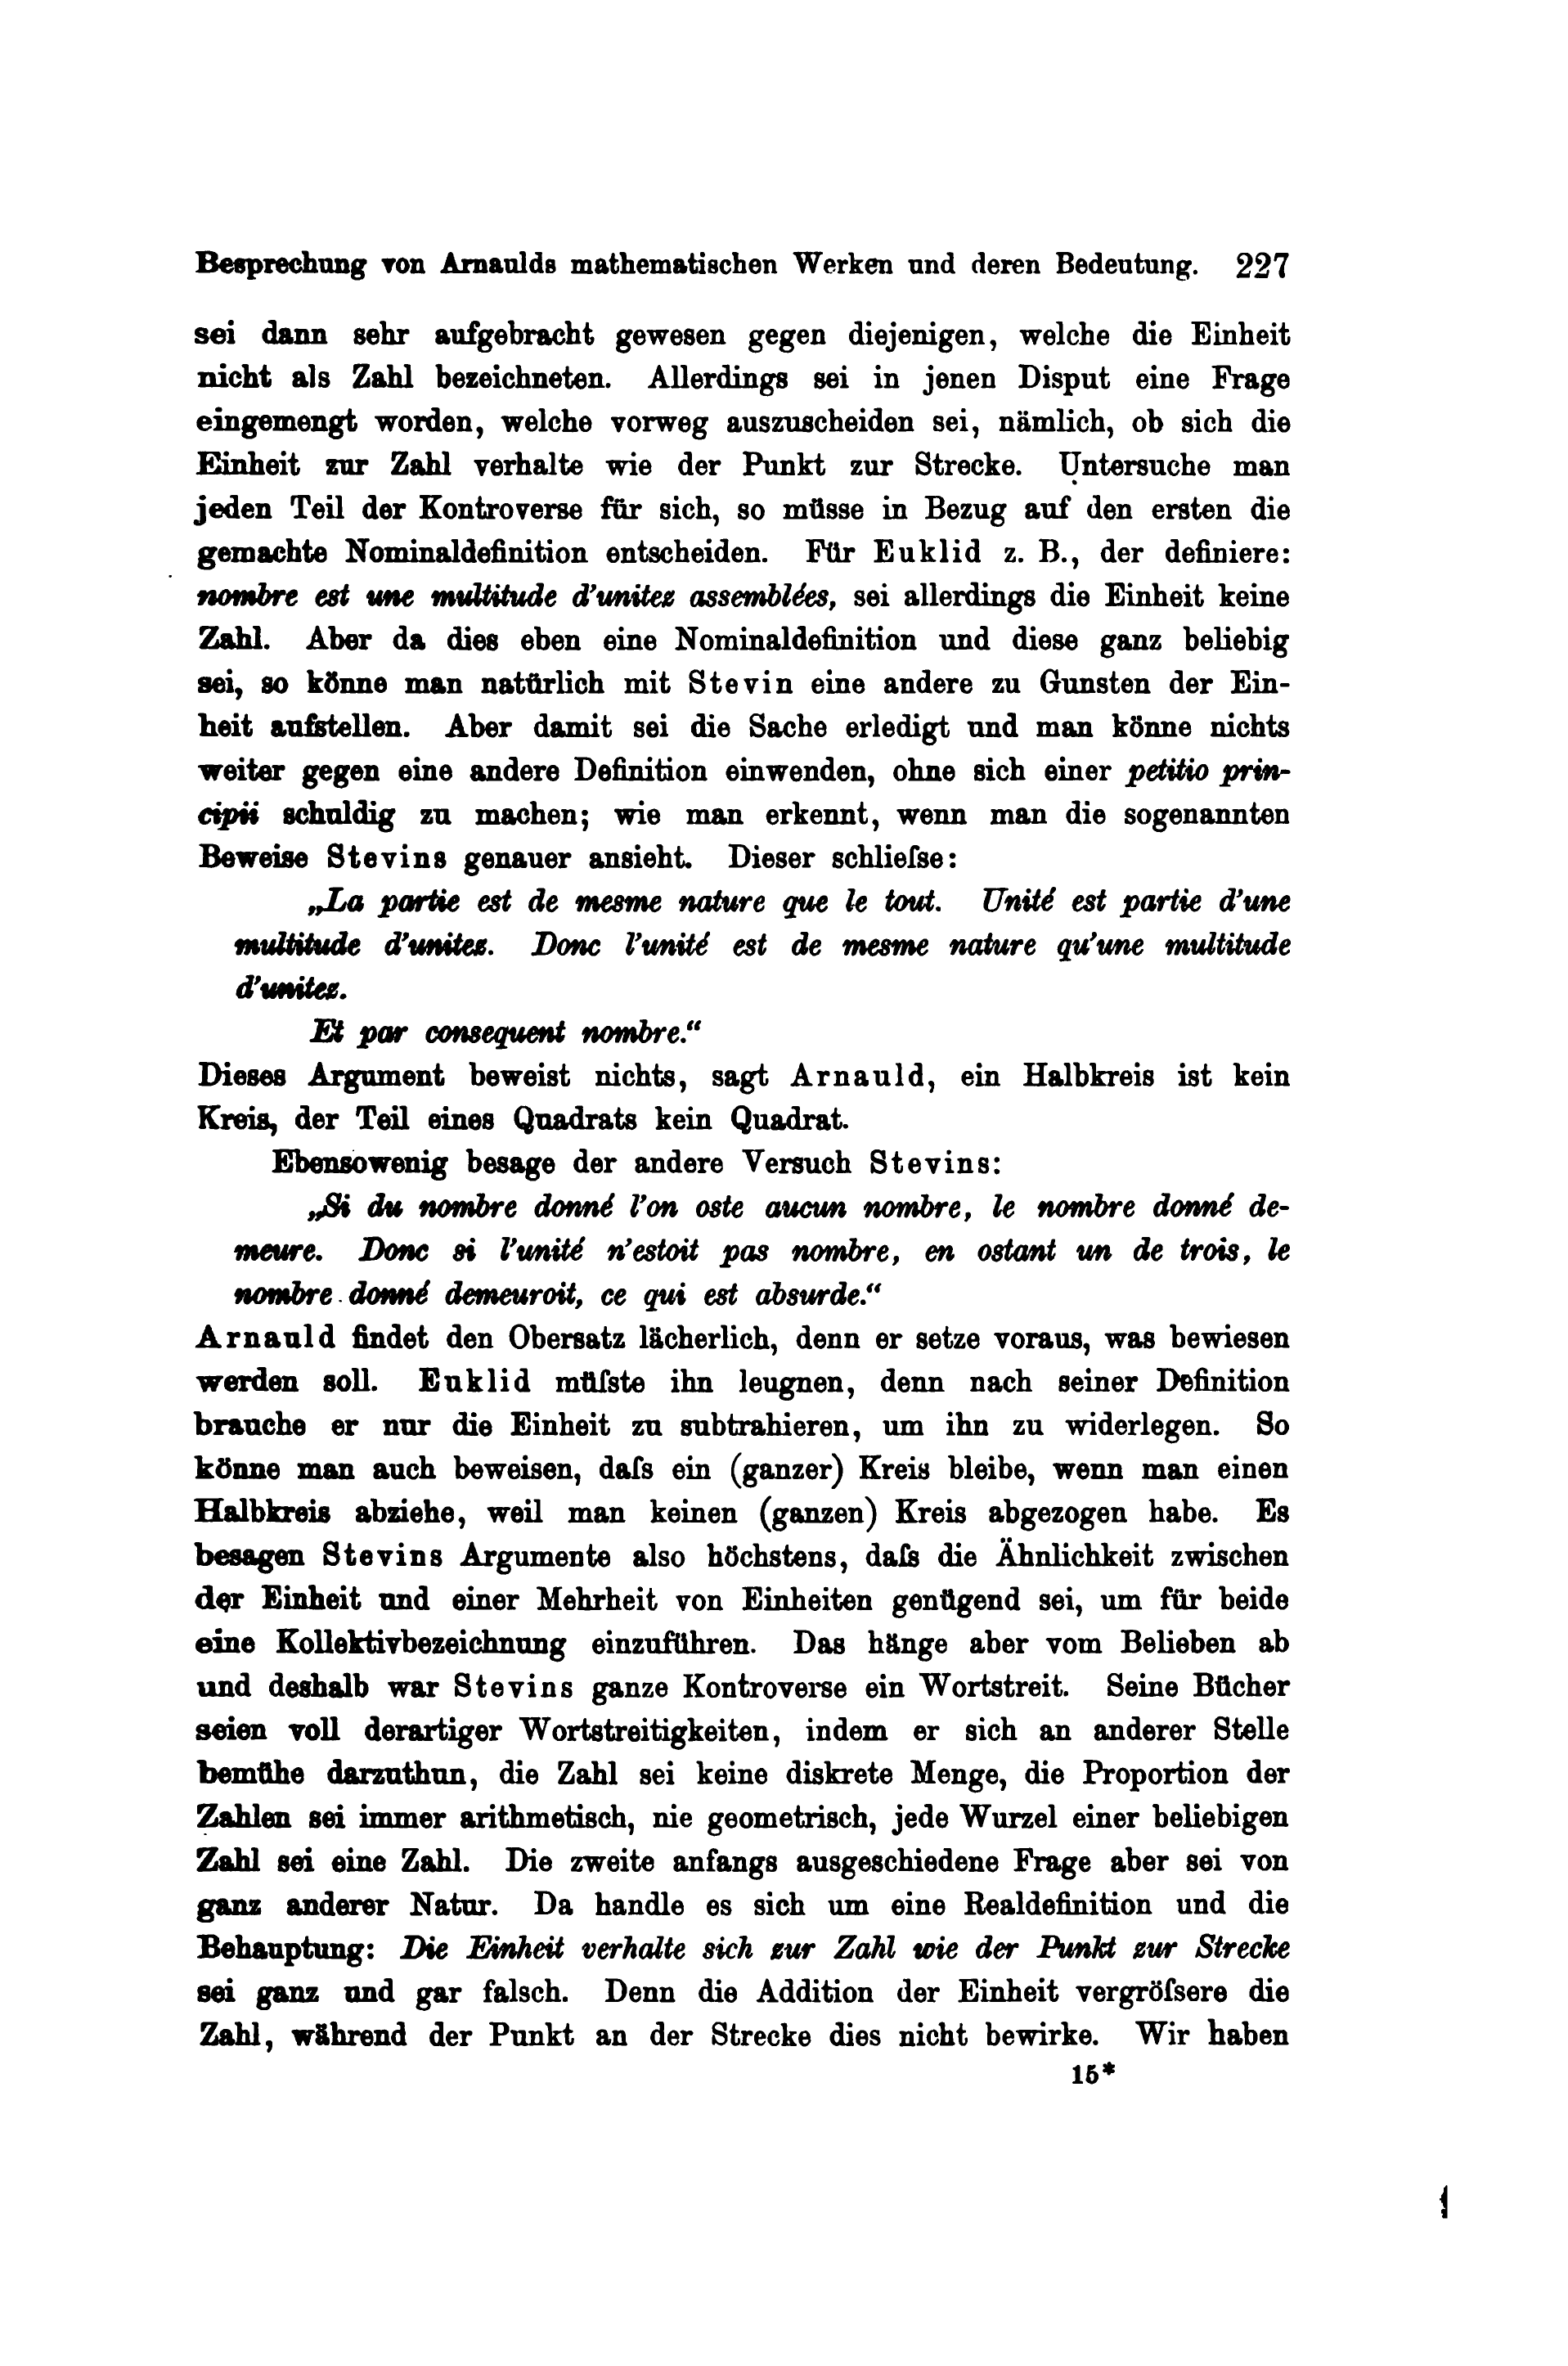 Besprechung von Arnaulds mathematischen Werken und deren Bedeutung. 227
sei dann sehr aufgebracht gewesen gegen diejenigen, welche die Einheit
nicht als Zahl bezeichneten. Allerdings sei in jenen Disput eine Frage
eingemengt worden, welche vorweg auszuscheiden sei, nämlich, ob sich die
Einheit zur Zahl verhalte wie der Punkt zur Strecke. Untersuche man
jeden Teil der Kontroverse für sich, so müsse in Bezug auf den ersten die
gemachte Nominaldefinition entscheiden. Für Euklid z. B., der definiere:
nombre est une multitude d'unitez assemblées, sei allerdings die Einheit keine
Zahl. Aber da dies eben eine Nominaldefinition und diese ganz beliebig
sei, so könne man natürlich mit Stevin eine andere zu Gunsten der Ein-
heit aufstellen. Aber damit sei die Sache erledigt und man könne nichts
weiter gegen eine andere Definition einwenden, ohne sich einer petitio prin-
cipii schuldig zu machen; wie man erkennt, wenn man die sogenannten
Beweise Stevins genauer ansieht. Dieser schließe:
„La partie est de mesme nature que le tout. Unité est partie d'une
multitude d'unitez. Donc l'unité est de mesme nature qu'une multitude
d'unitez.
Et par consequent nombre.“
Dieses Argument beweist nichts, sagt Arnauld, ein Halbkreis ist kein
Kreis, der Teil eines Quadrats kein Quadrat.
Ebensowenig besage der andere Versuch Stevins:
„Si du nombre donné l'on oste aucun nombre, le nombre donné de-
meure. Donc si l'unité n'estoit pas nombre, en ostant un de trois, le
nombre donné demeuroit, ce qui est absurde.“
Arnauld findet den Obersatz lächerlich, denn er setze voraus, was bewiesen
werden soll. Euklid müßte ihn leugnen, denn nach seiner Definition
brauche er nur die Einheit zu subtrahieren, um ihn zu widerlegen. So
könne man auch beweisen, daß ein (ganzer) Kreis bleibe, wenn man einen
Halbkreis abziehe, weil man keinen (ganzen) Kreis abgezogen habe. Es
besagen Stevins Argumente also höchstens, daß die Ähnlichkeit zwischen
der Einheit und einer Mehrheit von Einheiten genügend sei, um für beide
eine Kollektivbezeichnung einzuführen. Das hänge aber vom Belieben ab
und deshalb war Stevins ganze Kontroverse ein Wortstreit. Seine Bücher
seien voll derartiger Wortstreitigkeiten, indem er sich an anderer Stelle
bemühe darzuthun, die Zahl sei keine diskrete Menge, die Proportion der
Zahlen sei immer arithmetisch, nie geometrisch, jede Wurzel einer beliebigen
Zahl sei eine Zahl. Die zweite anfangs ausgeschiedene Frage aber sei von
ganz anderer Natur. Da handle es sich um eine Realdefinition und die
Behauptung: Die Einheit verhalte sich zur Zahl wie der Punkt zur Strecke
sei ganz und gar falsch. Denn die Addition der Einheit vergrößere die
Zahl, während der Punkt an der Strecke dies nicht bewirke. Wir haben
15*